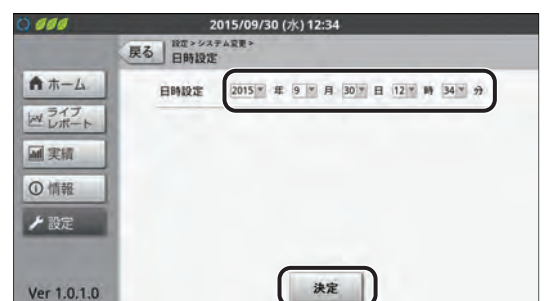 2015/09/30 (水) 12:34
戻る
設定>システム変更>
日時設定
ホーム
ライブ
レポート
実績
情報
設定
日時設定 2015 年 9 月 30 日 12 時 34 分
決定
Ver 1.0.1.0